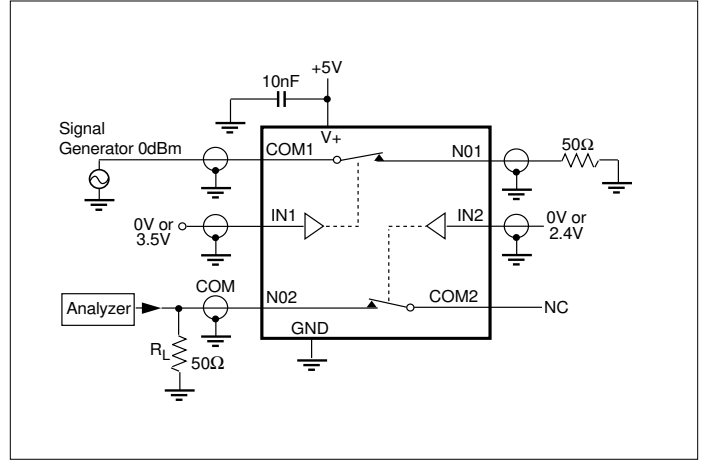 +5V
10nF
V+
Signal
Generator 0dBm
COM1
N01
50Ω
0V or
3.5V
IN1
IN2
0V or
2.4V
COM
N02
COM2
NC
Analyzer
GND
RL
50Ω